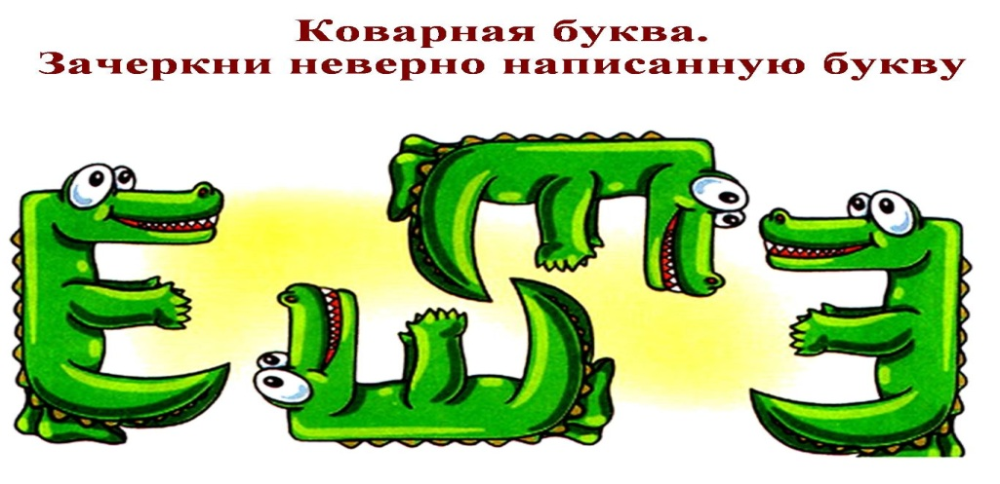 Коварная буква.
Зачеркни неверно написанную букву